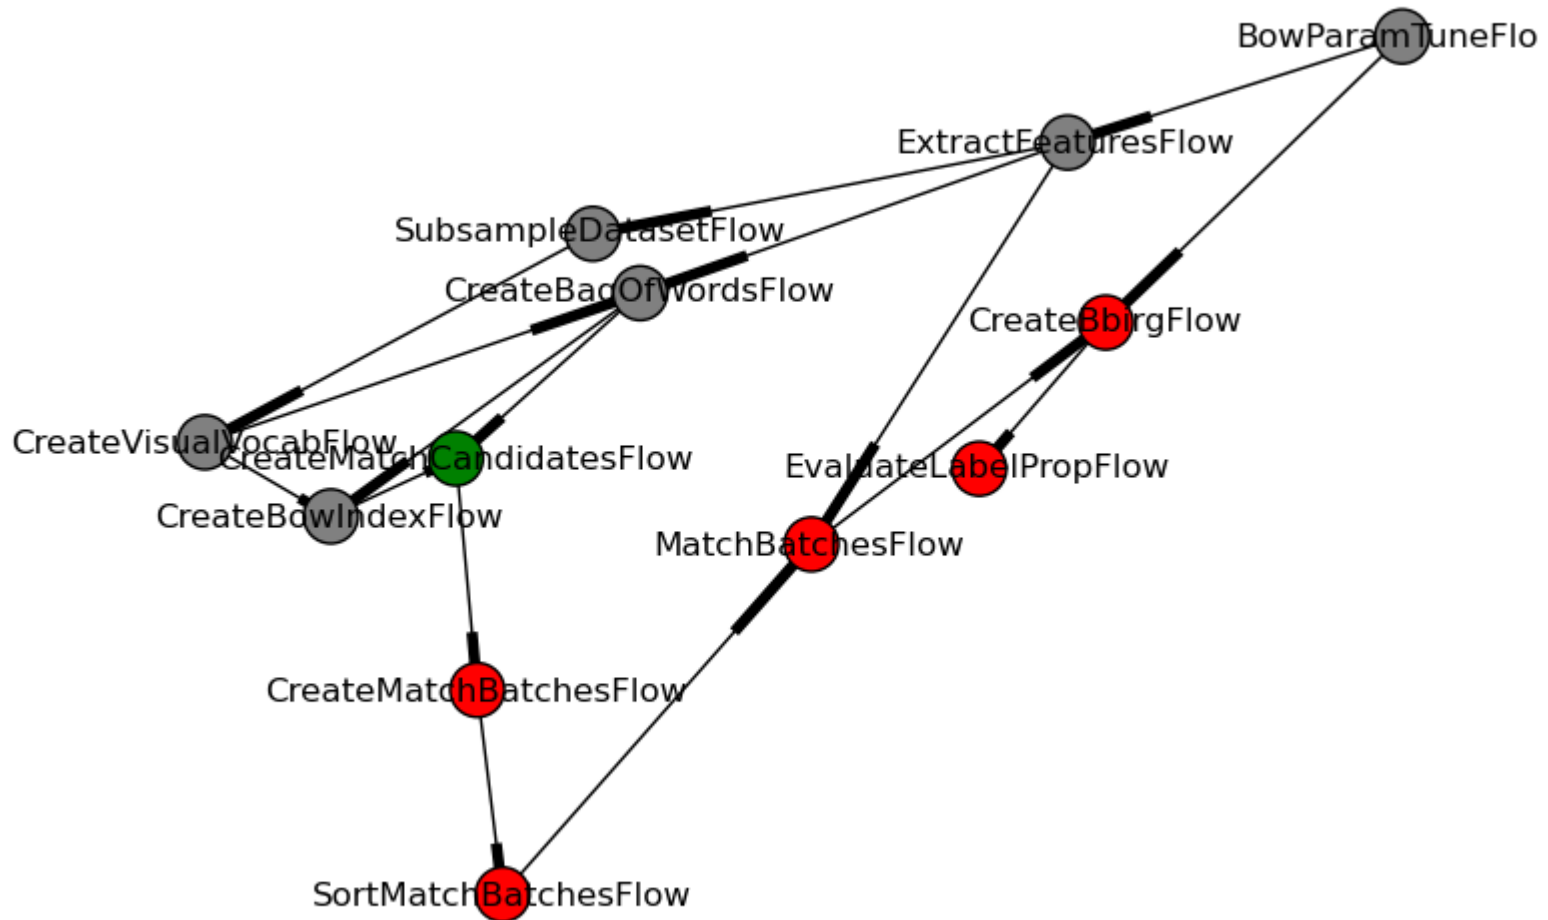 BowParamTuneFlo
ExtractFeaturesFlow
SubsampleDatasetFlow
CreateBagOfWordsFlow
CreateBbirgFlow
CreateVisualVocabFlow
CreateMatchCandidatesFlow
EvaluateLabelPropFlow
CreateBowIndexFlow
MatchBatchesFlow
CreateMatchBatchesFlow
SortMatchBatchesFlow